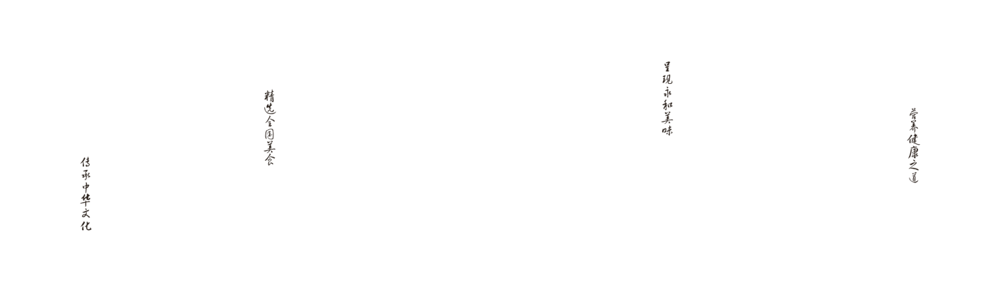 传承中华文化
精选全国美食
呈现永和美味
营养健康之道